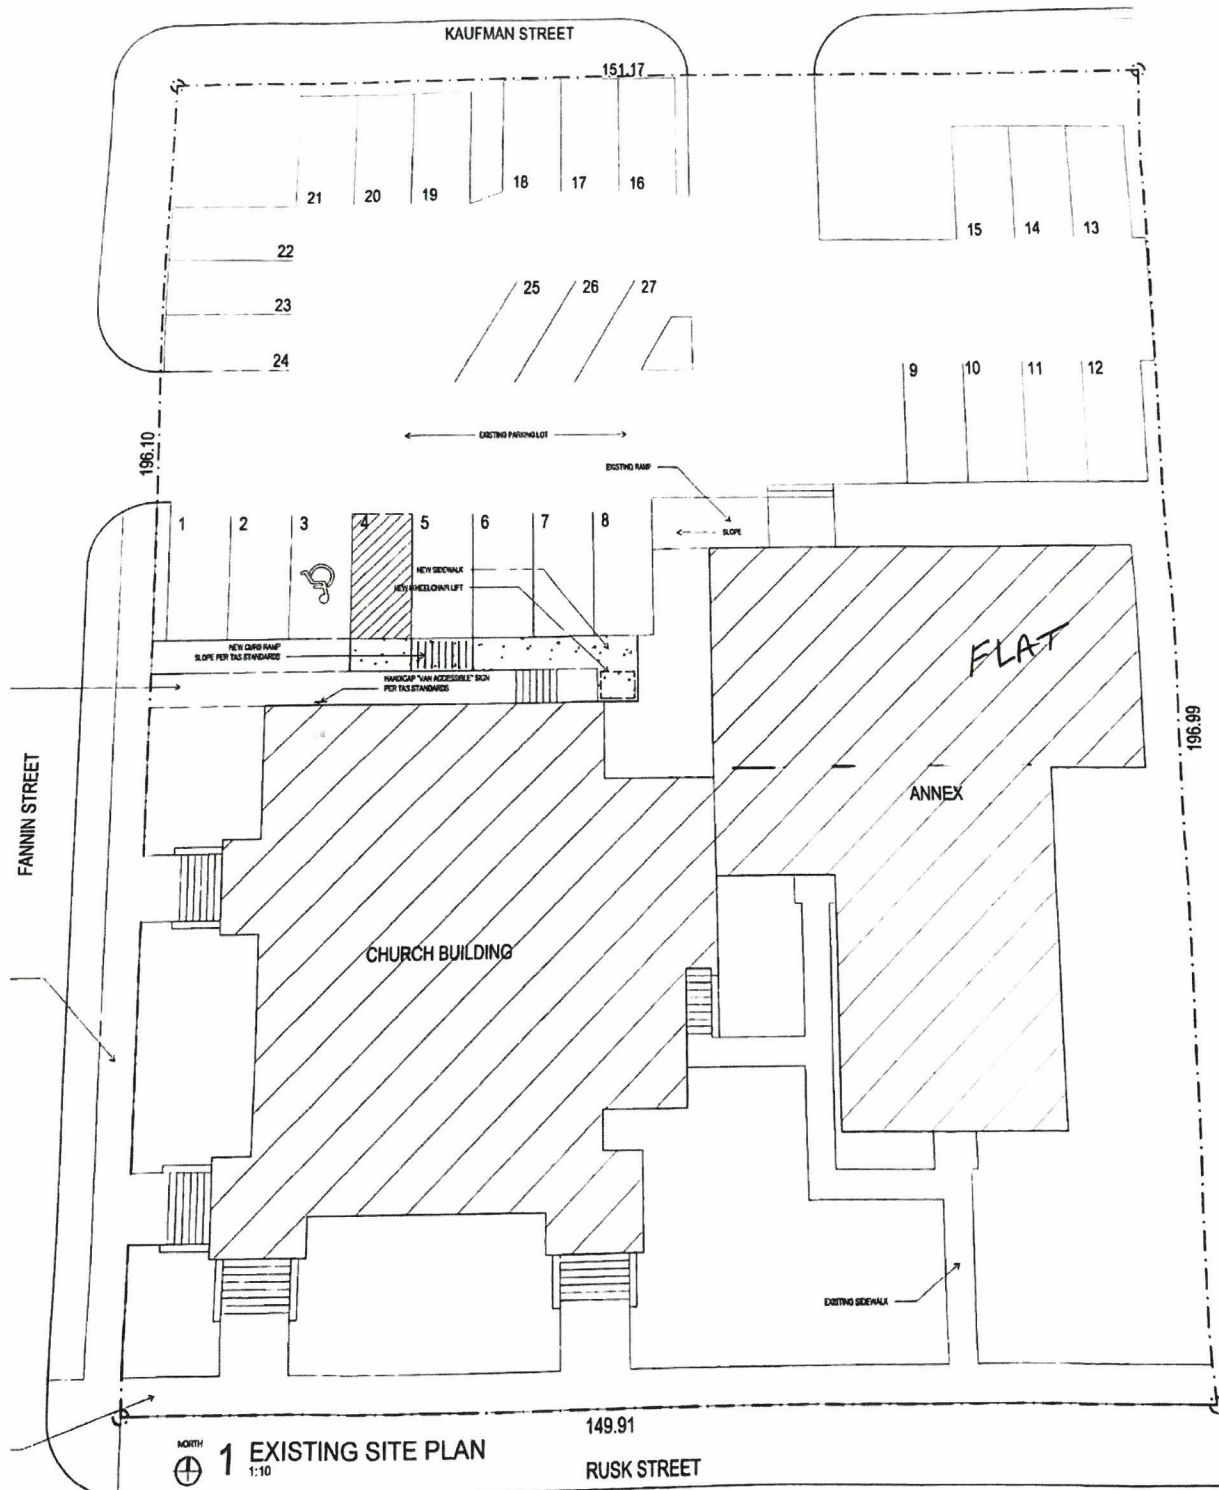 KAUFMAN STREET
151.17
18
17
16
21
20
19
15
14
13
22
23
24
25
26
27
9
10
11
12
196.10
EXISTING PARKING LOT
EXISTING RAMP
SLOPE
1
2
3
4
5
6
7
8
NEW SIDEWALK
NEW WHEELCHAIR LIFT
NEW CURB RAMP
SLOPE PER TAS STANDARDS
HANDICAP "VAN ACCESSIBLE" SIGN
PER TAS STANDARDS
FLAT
196.99
FANNIN STREET
ANNEX
CHURCH BUILDING
EXISTING SIDEWALK
149.91
NORTH
1 EXISTING SITE PLAN
1:10
RUSK STREET